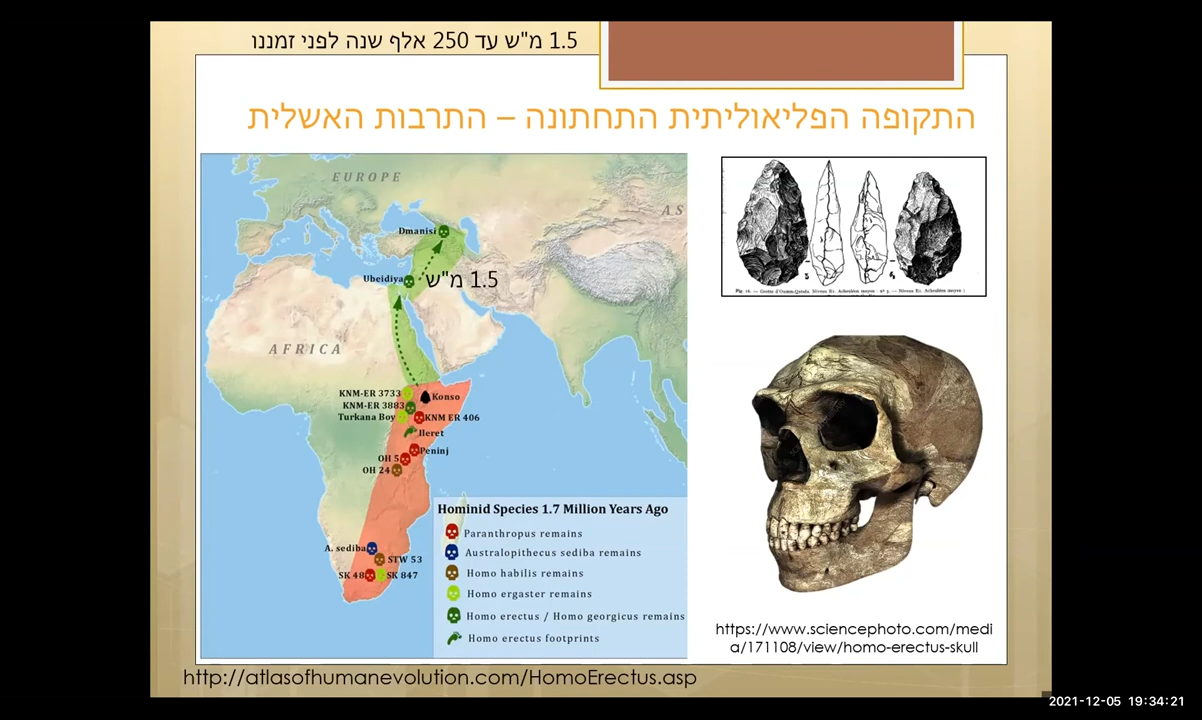 1.5 מ"ש עד 250 אלף שנה לפני זמננו
התקופה הפליאוליתית התחתונה – התרבות האשלית
EUROPE
AS
Dmanisi
Ubeidiya
1.5 מ"ש
AFRICA
KNM-ER 3733
Konso
KNM-ER 3883
Turkana Boy
KNM ER 406
Ileret
Peninj
OH 5
OH 24
A. sediba
STW 53
SK 48
SK 847
Hominid Species 1.7 Million Years Ago
Paranthropus remains
Australopithecus sediba remains
Homo habilis remains
Homo ergaster remains
Homo erectus / Homo georgicus remains
Homo erectus footprints
https://www.sciencephoto.com/medi
a/171108/view/homo-erectus-skull
http://atlasofhumanevolution.com/HomoErectus.asp
2021-12-05 19:34:21